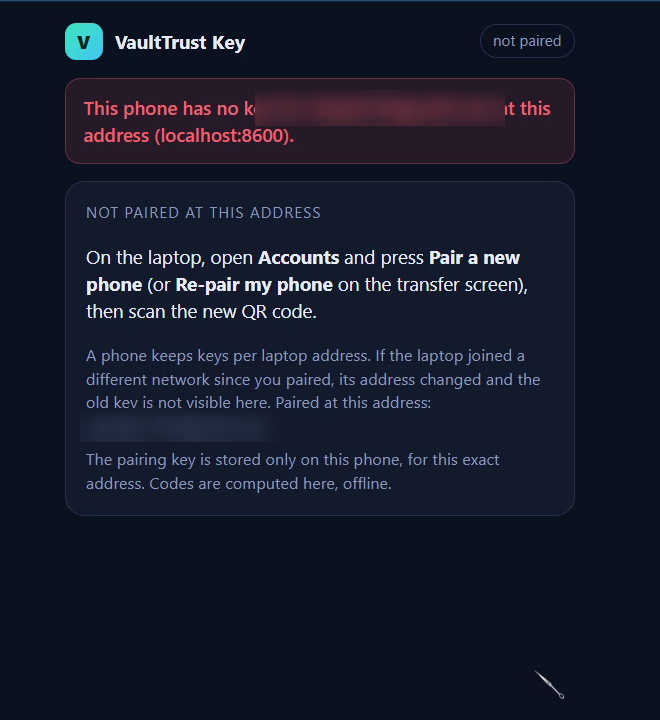 V VaultTrust Key not paired
This phone has no at this
address (localhost:8600).
NOT PAIRED AT THIS ADDRESS
On the laptop, open Accounts and press Pair a new
phone (or Re-pair my phone on the transfer screen),
then scan the new QR code.
A phone keeps keys per laptop address. If the laptop joined a
different network since you paired, its address changed and the
old key is not visible here. Paired at this address:
The pairing key is stored only on this phone, for this exact
address. Codes are computed here, offline.